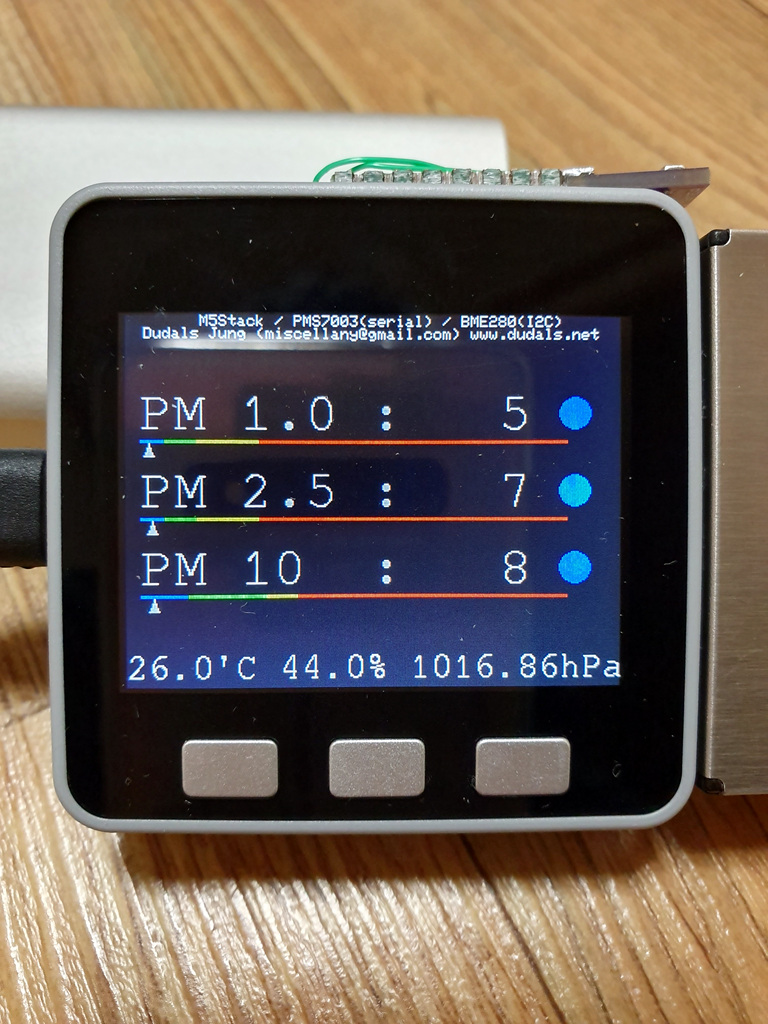 M5Stack / PMS7003(serial) / BME280(I2C)
Dudals Jung (miscellany@gmail.com) www.dudals.net
PM 1.0 : 5
PM 2.5 : 7
PM 10 : 8
26.0'C 44.0% 1016.86hPa